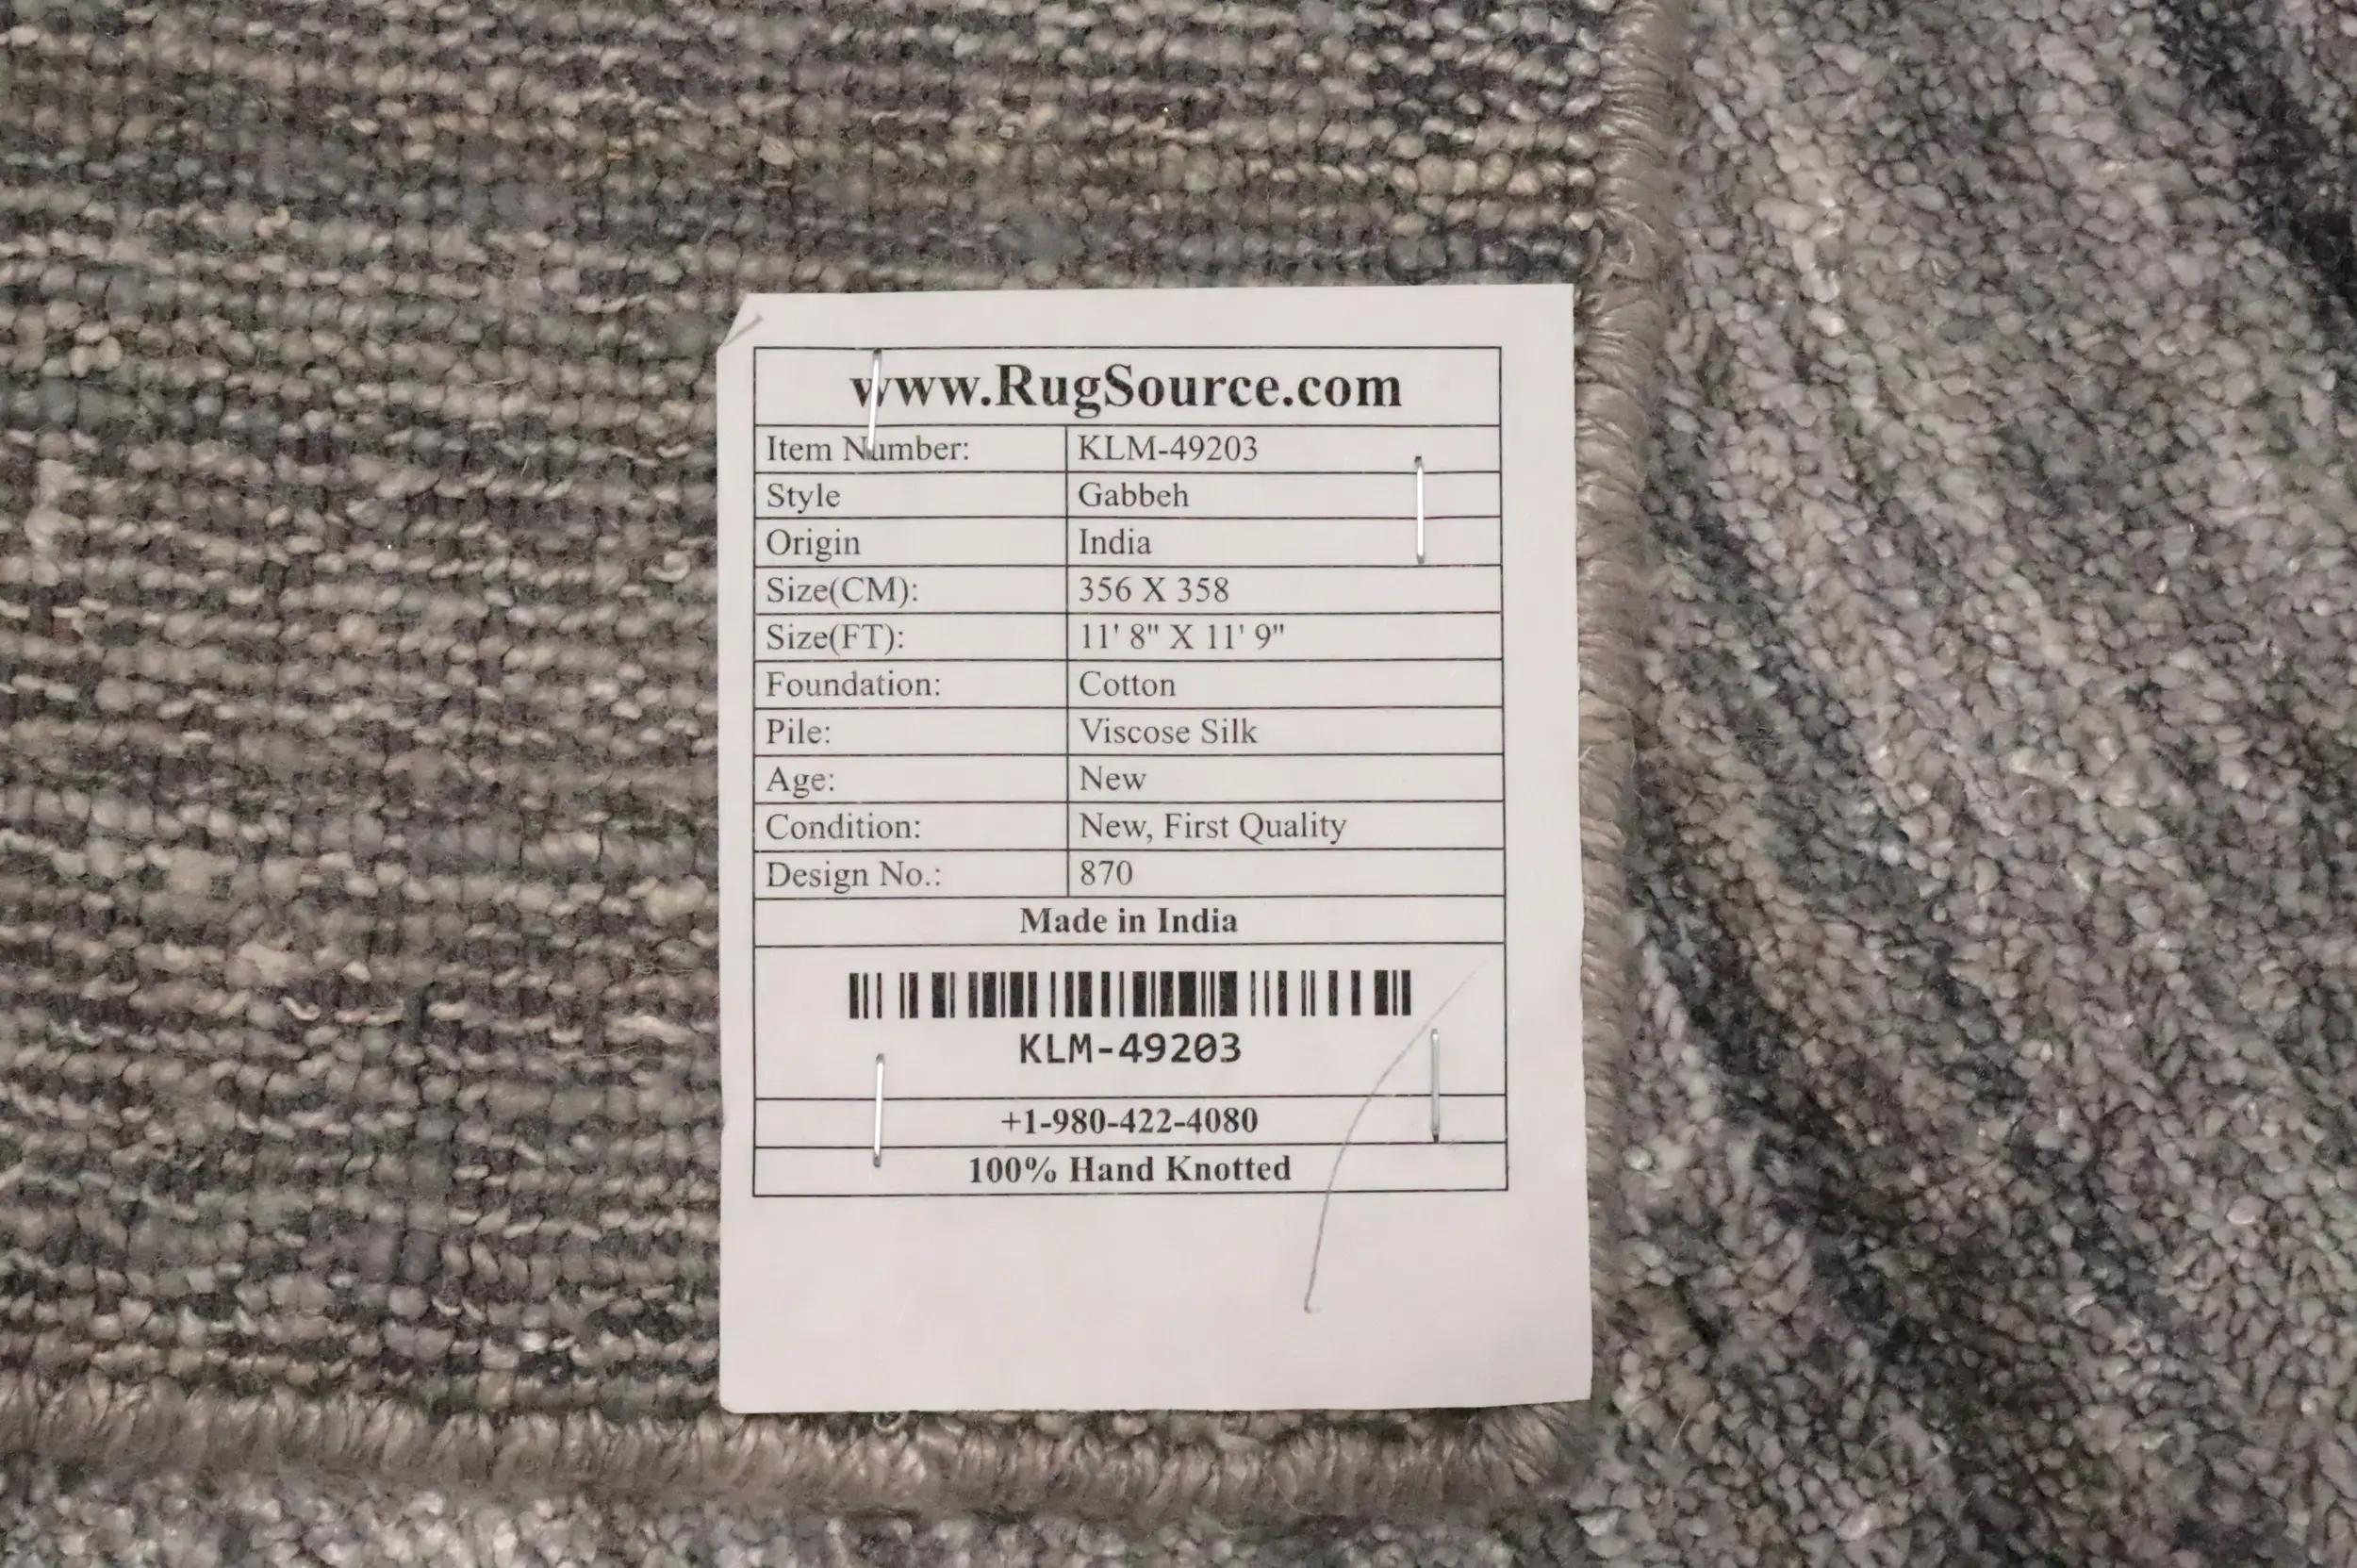 www.RugSource.com
Item Number: KLM-49203
Style Gabbeh
Origin India
Size(CM): 356 X 358
Size(FT): 11' 8" X 11' 9"
Foundation: Cotton
Pile: Viscose Silk
Age: New
Condition: New, First Quality
Design No.: 870
Made in India
KLM-49203
+1-980-422-4080
100% Hand Knotted